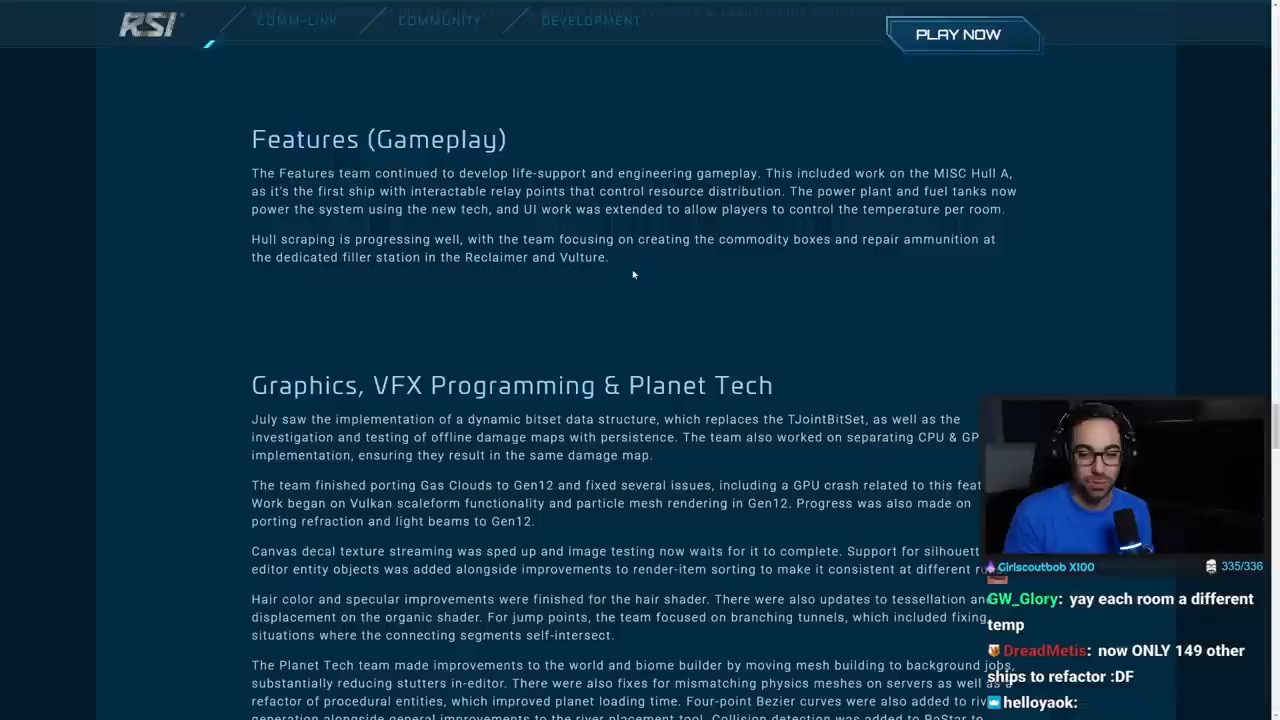 RSI
COMM-LINK
COMMUNITY
DEVELOPMENT
PLAY NOW
Features (Gameplay)
The Features team continued to develop life-support and engineering gameplay. This included work on the MISC Hull A,
as it's the first ship with interactable relay points that control resource distribution. The power plant and fuel tanks now
power the system using the new tech, and UI work was extended to allow players to control the temperature per room.
Hull scraping is progressing well, with the team focusing on creating the commodity boxes and repair ammunition at
the dedicated filler station in the Reclaimer and Vulture.
Graphics, VFX Programming & Planet Tech
July saw the implementation of a dynamic bitset data structure, which replaces the TJointBitSet, as well as the
investigation and testing of offline damage maps with persistence. The team also worked on separating CPU & GP
implementation, ensuring they result in the same damage map.
The team finished porting Gas Clouds to Gen12 and fixed several issues, including a GPU crash related to this feat
Work began on Vulkan scaleform functionality and particle mesh rendering in Gen12. Progress was also made on
porting refraction and light beams to Gen12.
Canvas decal texture streaming was sped up and image testing now waits for it to complete. Support for silhouett
editor entity objects was added alongside improvements to render-item sorting to make it consistent at different
Hair color and specular improvements were finished for the hair shader. There were also updates to tessellation and
displacement on the organic shader. For jump points, the team focused on branching tunnels, which included fixing
situations where the connecting segments self-intersect.
The Planet Tech team made improvements to the world and biome builder by moving mesh building to background jobs,
substantially reducing stutters in-editor. There were also fixes for mismatching physics meshes on servers as well as a
refactor of procedural entities, which improved planet loading time. Four-point Bezier curves were also added to
generation alongside general improvements to the river placement tool. Collision detection was added to PaStar to
Girlscoutbob X100
335/336
GW_Glory: yay each room a different
temp
DreadMetis: now ONLY 149 other
ships to refactor :DF
helloyaok: